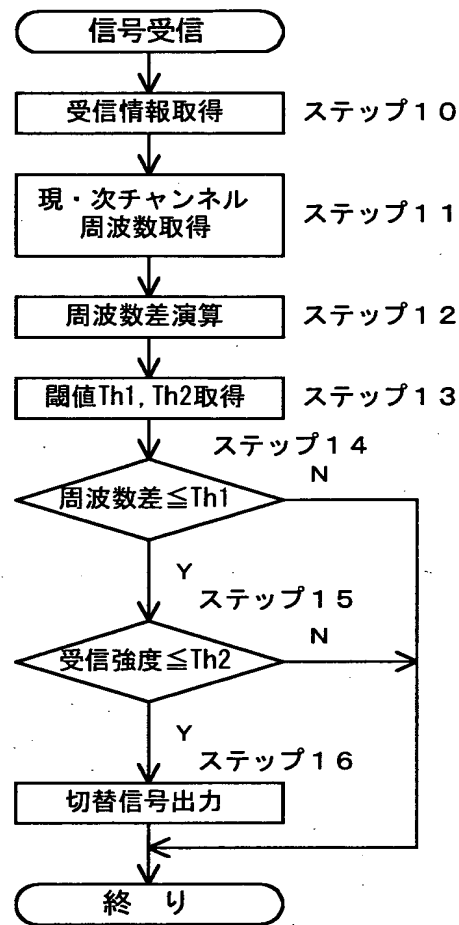 信号受信
受信情報取得 ステップ10
現・次チャンネル
周波数取得
ステップ11
周波数差演算 ステップ12
閾値Th1, Th2取得 ステップ13
ステップ14
周波数差≦Th1
N
Y
ステップ15
受信強度≦Th2
N
Y
ステップ16
切替信号出力
終り